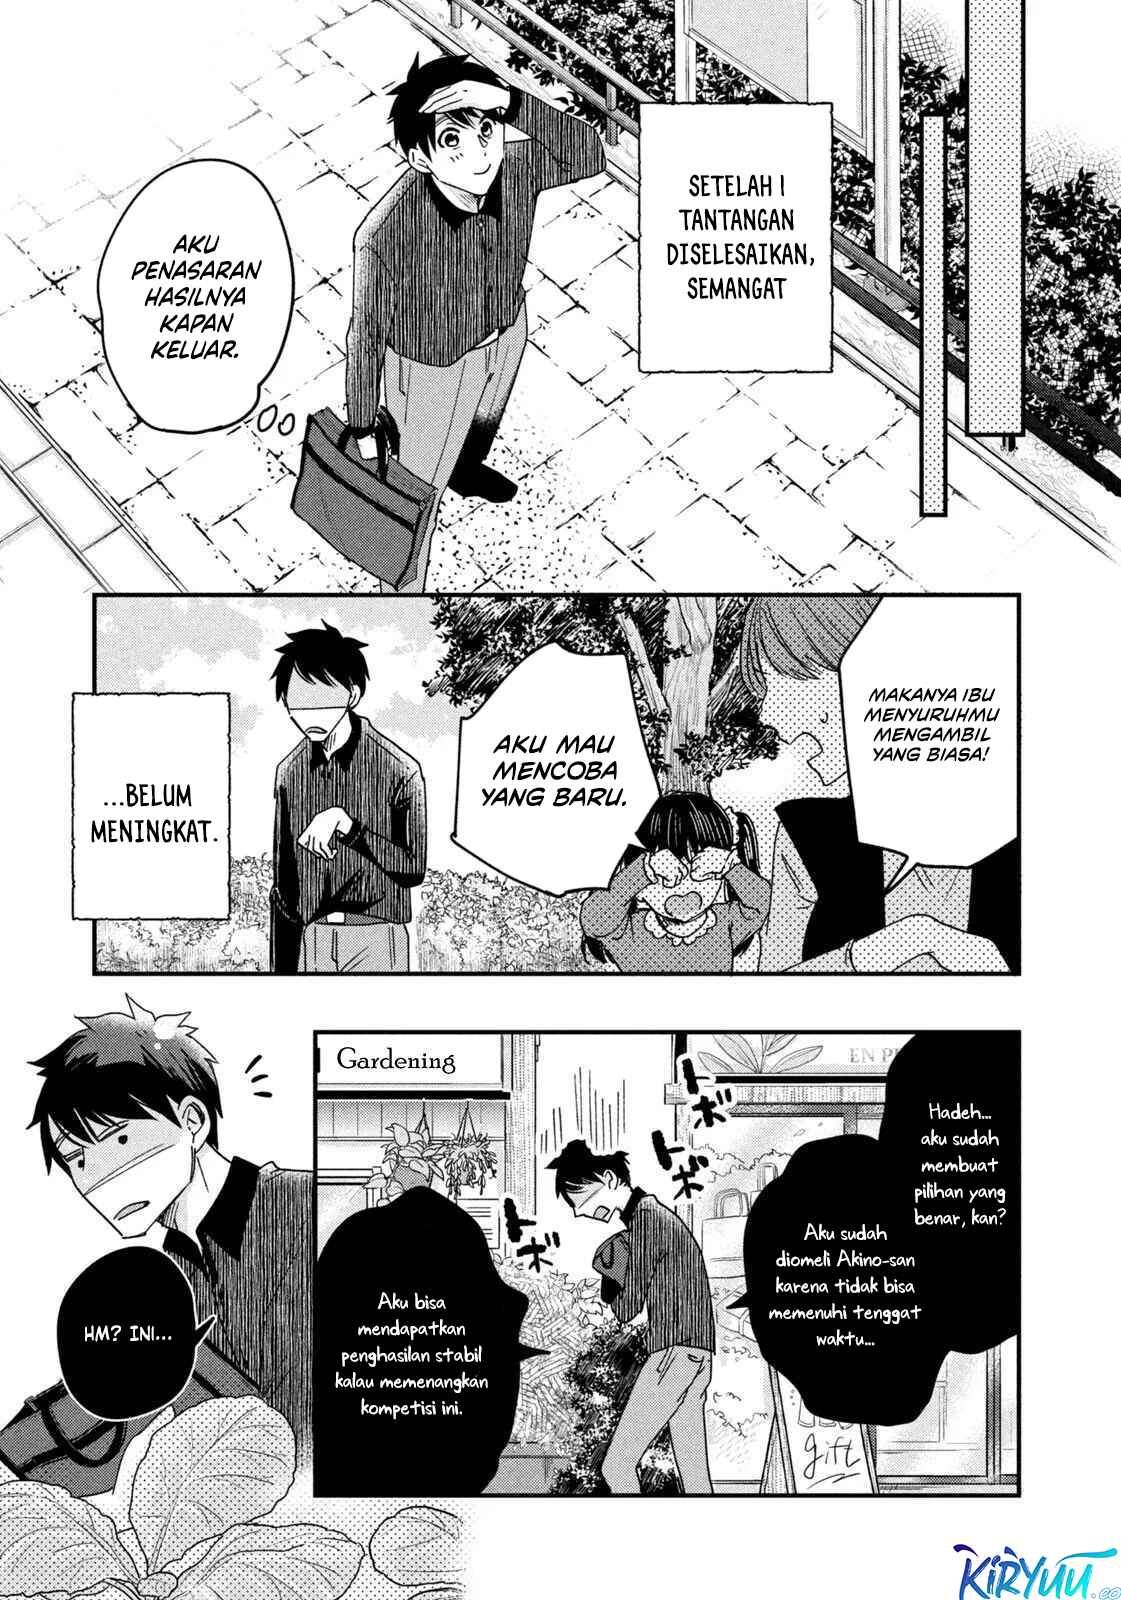 SETELAH I
TANTANGAN
DISELESAIKAN,
SEMANGAT
AKU
PENASARAN
HASILNYA
KAPAN
KELUAR.
MAKANYA IBU
MENYURUHMU
MENGAMBIL
YANG BIASA!
AKU MAU
MENCOBA
YANG BARU.
...BELUM
MENINGKAT.
EN P
Hadeh...
aku sudah
membuat
pilihan yang
benar, kan?
Aku sudah
diomeli Akino-san
karena tidak bisa
memenuhi tenggat
waktu...
トボ
トボ
トボ
gift
Gardening
Aku bisa
mendapatkan
penghasilan stabil
kalau memenangkan
kompetisi ini.
HM? INI...
KIRYUU.CO